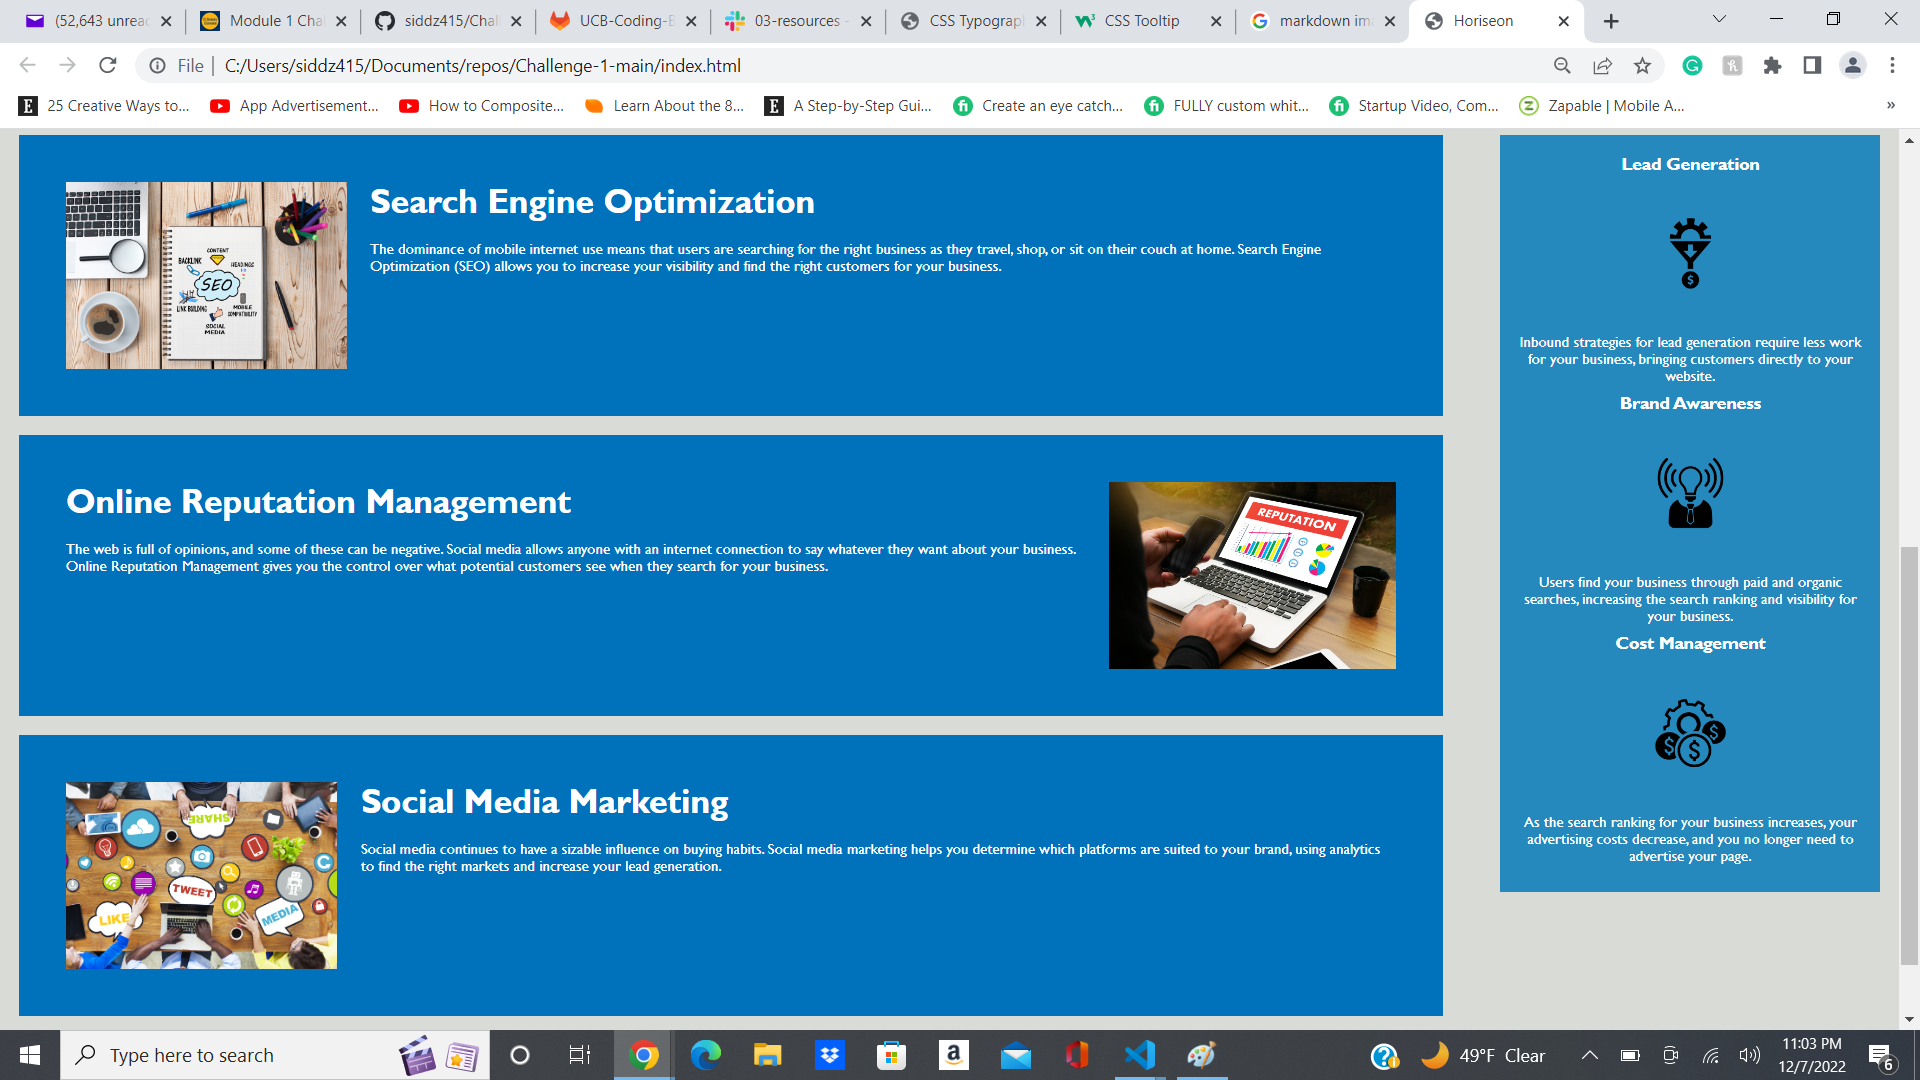 (52,643 unread
Module 1 Chal
siddz415/Chall
UCB-Coding-B
03-resources -
CSS Typograph
CSS Tooltip
markdown im
Horiseon
File | C:/Users/siddz415/Documents/repos/Challenge-1-main/index.html
25 Creative Ways to...
App Advertisement...
How to Composite...
Learn About the 8...
A Step-by-Step Gui...
Create an eye catch...
FULLY custom whit...
Startup Video, Com...
Zapable | Mobile A...
»
Search Engine Optimization
The dominance of mobile internet use means that users are searching for the right business as they travel, shop, or sit on their couch at home. Search Engine
Optimization (SEO) allows you to increase your visibility and find the right customers for your business.
CONTENT
BACKLINK
HEADINGS
SEO
LINK BUILDING
MOBILE
COMPATIBILITY
SOCIAL
MEDIA
Online Reputation Management
The web is full of opinions, and some of these can be negative. Social media allows anyone with an internet connection to say whatever they want about your business.
Online Reputation Management gives you the control over what potential customers see when they search for your business.
REPUTATION
Social Media Marketing
Social media continues to have a sizable influence on buying habits. Social media marketing helps you determine which platforms are suited to your brand, using analytics
to find the right markets and increase your lead generation.
SHARE
TWEET
LIKE
MEDIA
Lead Generation
Inbound strategies for lead generation require less work
for your business, bringing customers directly to your
website.
Brand Awareness
Users find your business through paid and organic
searches, increasing the search ranking and visibility for
your business.
Cost Management
As the search ranking for your business increases, your
advertising costs decrease, and you no longer need to
advertise your page.
Type here to search
49°F Clear
11:03 PM
12/7/2022
6